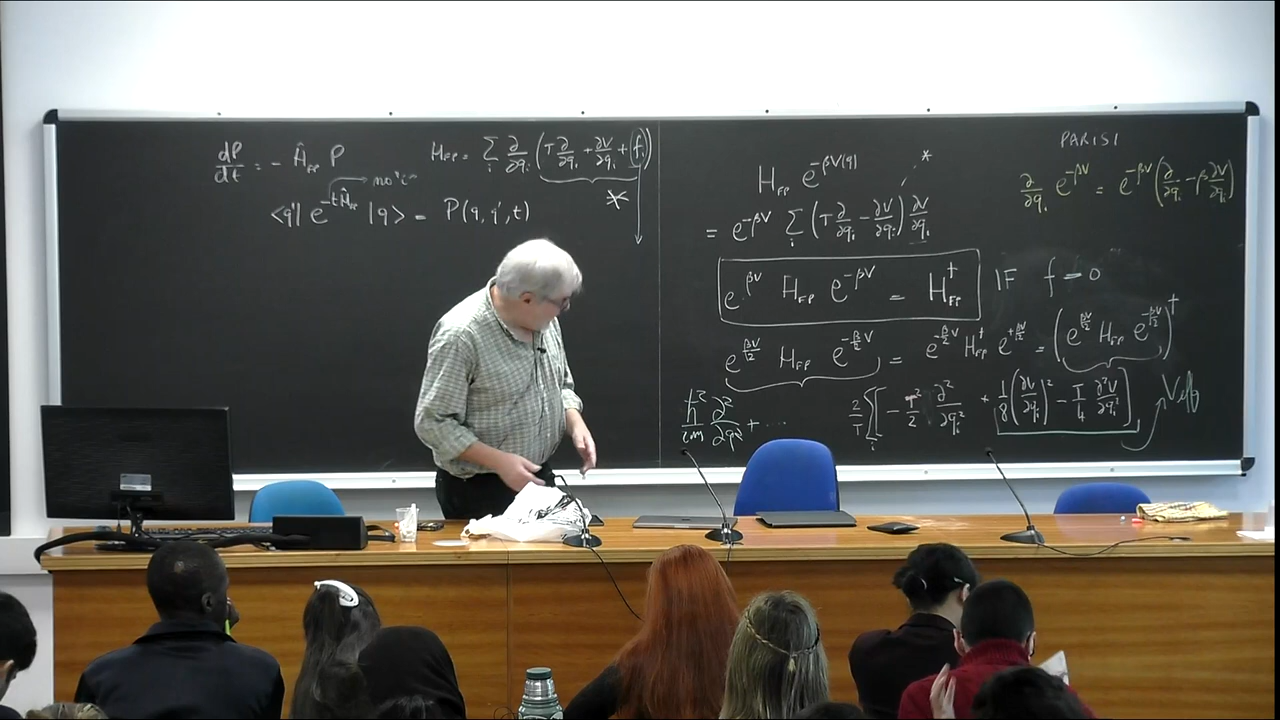 dP/dt = - Ĥ_FP P
H_FP = Σ_i ∂/∂q_i (T ∂/∂q_i + ∂V/∂q_i + f_i)
→ no "i"
<q'| e^{-tĤ_FP} |q> = P(q,q',t)
*
H_FP e^{-βV(q)}
*
= e^{-βV} Σ_i (T ∂/∂q_i - ∂V/∂q_i) ∂V/∂q_i
e^{βV} H_FP e^{-βV} = H_FP^† IF f=0
e^{βV/2} H_FP e^{-β/2 V} = e^{-β/2 V} H_FP^† e^{+βV/2} = (e^{βV/2} H_FP e^{-βV/2})^†
ħ²/2m ∂²/∂q_i² + ...
2/T Σ_i [ - T²/2 ∂²/∂q_i² + 1/8 (∂V/∂q_i)² - T/4 ∂²V/∂q_i² ] Veff
PARISI
∂/∂q_i e^{-βV} = e^{-βV} (∂/∂q_i - β ∂V/∂q_i)